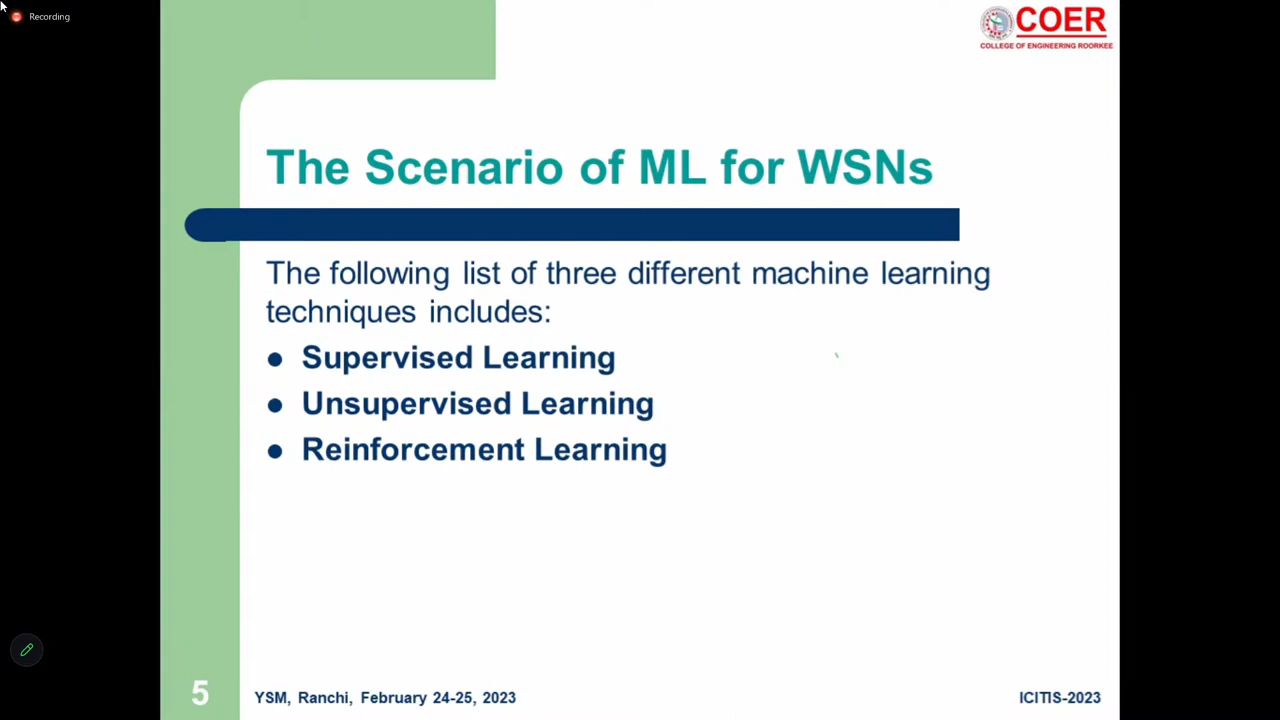 Recording
COER
COLLEGE OF ENGINEERING ROORKEE
The Scenario of ML for WSNs
The following list of three different machine learning
techniques includes:
● Supervised Learning
● Unsupervised Learning
● Reinforcement Learning
5
YSM, Ranchi, February 24-25, 2023
ICITIS-2023